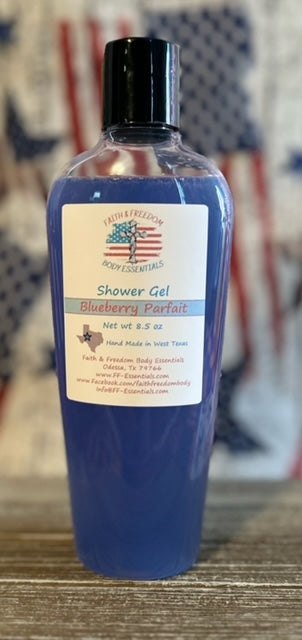 FAITH & FREEDOM
BODY ESSENTIALS
Shower Gel
Blueberry Parfait
Net wt 8.5 oz
Hand Made in West Texas
Faith & Freedom Body Essentials
Odessa, Tx 79766
www.FF-Essentials.com
www.Facebook.com/faithfreedombody
Info@FF-Essentials.com